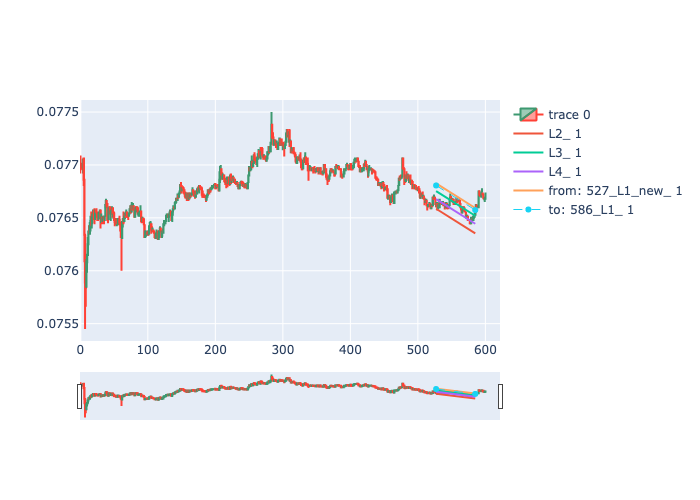 0.0775
0.077
0.0765
0.076
0.0755
0 100 200 300 400 500 600
trace 0
L2_ 1
L3_ 1
L4_ 1
from: 527_L1_new_ 1
to: 586_L1_ 1